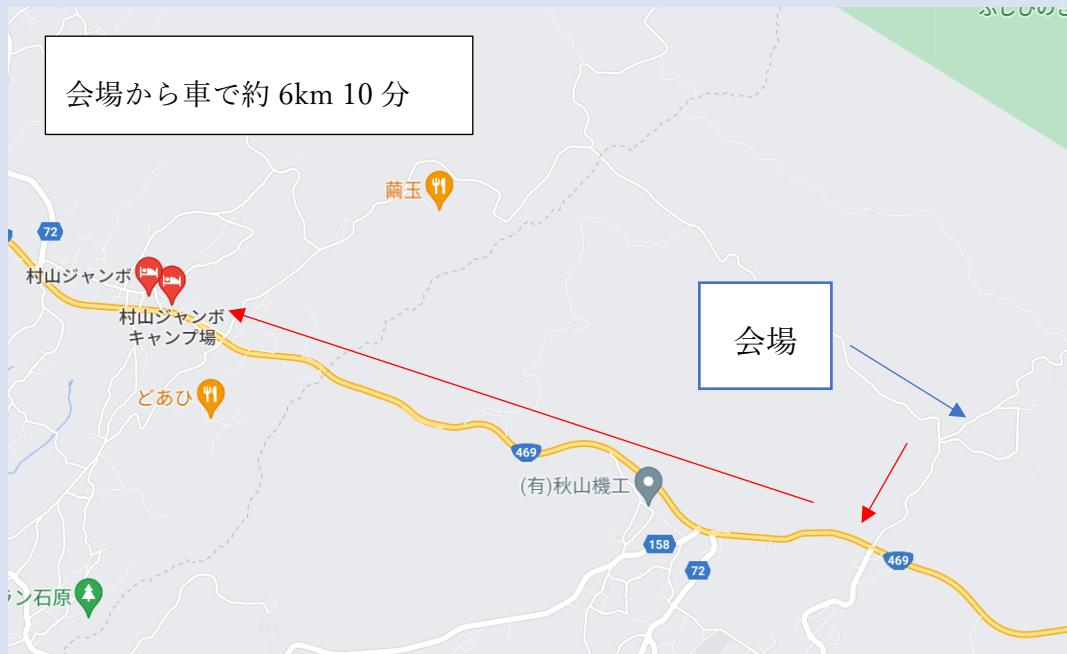 会場から車で約 6km 10 分
繭玉
72
村山ジャンボ
村山ジャンボ
キャンプ場
会場
どあひ
469
(有)秋山機工
158
72
469
ン石原